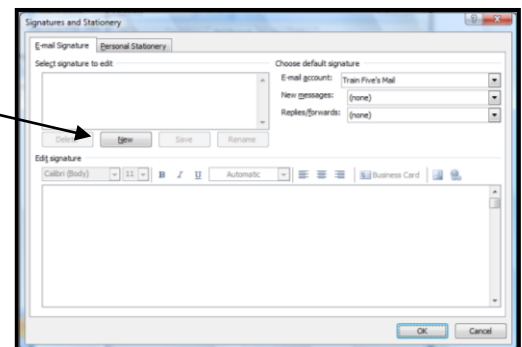 Signatures and Stationery
E-mail Signature Personal Stationery
Select signature to edit Choose default signature
E-mail account: Train Five's Mail
New messages: (none)
Replies/forwards: (none)
Delete New Save Rename
Edit signature
Calibri (Body) 11 B I U Automatic Business Card
OK Cancel